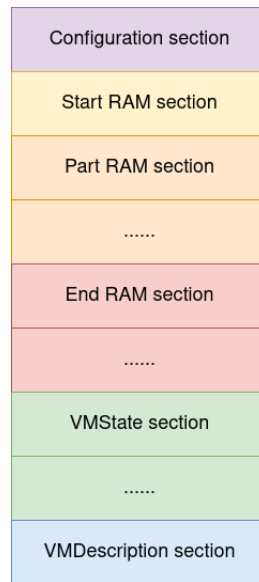 Configuration section
Start RAM section
Part RAM section
......
End RAM section
......
VMState section
......
VMDescription section